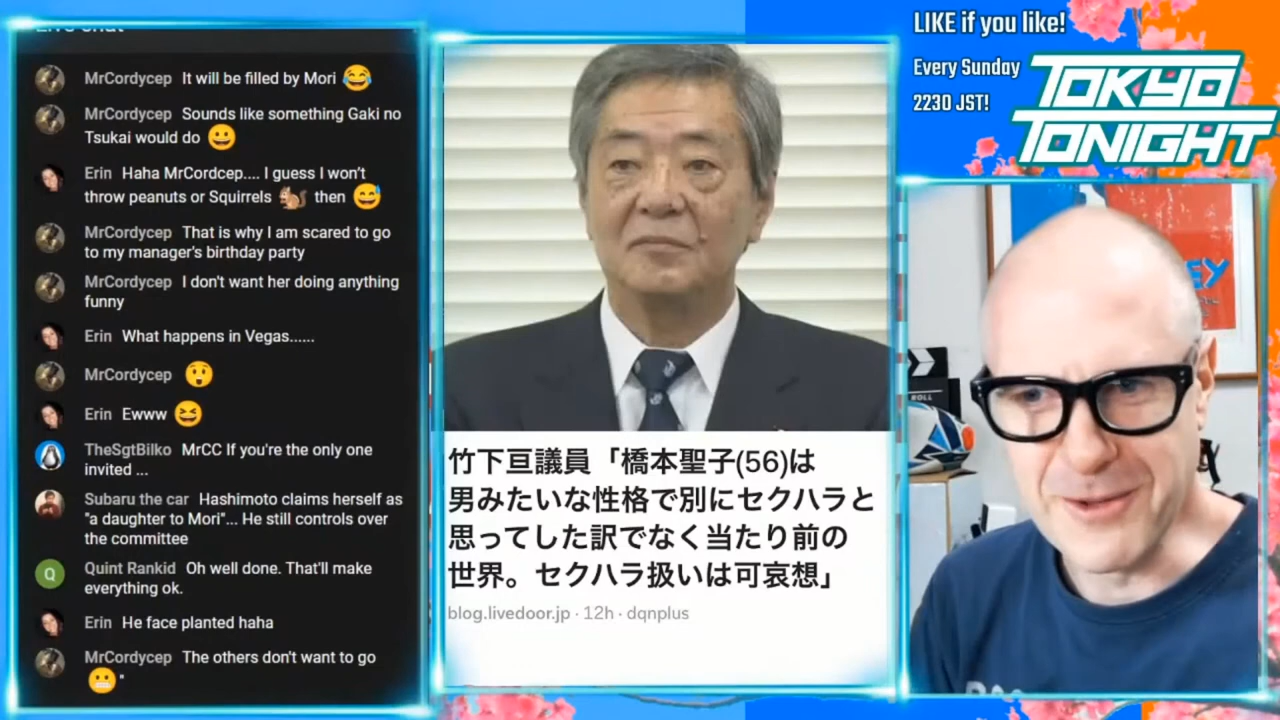 Live chat
MrCordycep It will be filled by Mori 😂
MrCordycep Sounds like something Gaki no
Tsukai would do 😀
Erin Haha MrCordcep.... I guess I won't
throw peanuts or Squirrels 🐿️ then 😅
MrCordycep That is why I am scared to go
to my manager's birthday party
MrCordycep I don't want her doing anything
funny
Erin What happens in Vegas......
MrCordycep 😲
Erin Ewww 😆
TheSgtBilko MrCC If you're the only one
invited ...
Subaru the car Hashimoto claims herself as
"a daughter to Mori"... He still controls over
the committee
Q
Quint Rankid Oh well done. That'll make
everything ok.
Erin He face planted haha
MrCordycep The others don't want to go
😬"
竹下亘議員「橋本聖子(56)は
男みたいな性格で別にセクハラと
思ってした訳でなく当たり前の
世界。セクハラ扱いは可哀想」
blog.livedoor.jp · 12h · dqnplus
LIKE if you like!
Every Sunday
2230 JST!
TOKYO
TONIGHT
ROLL